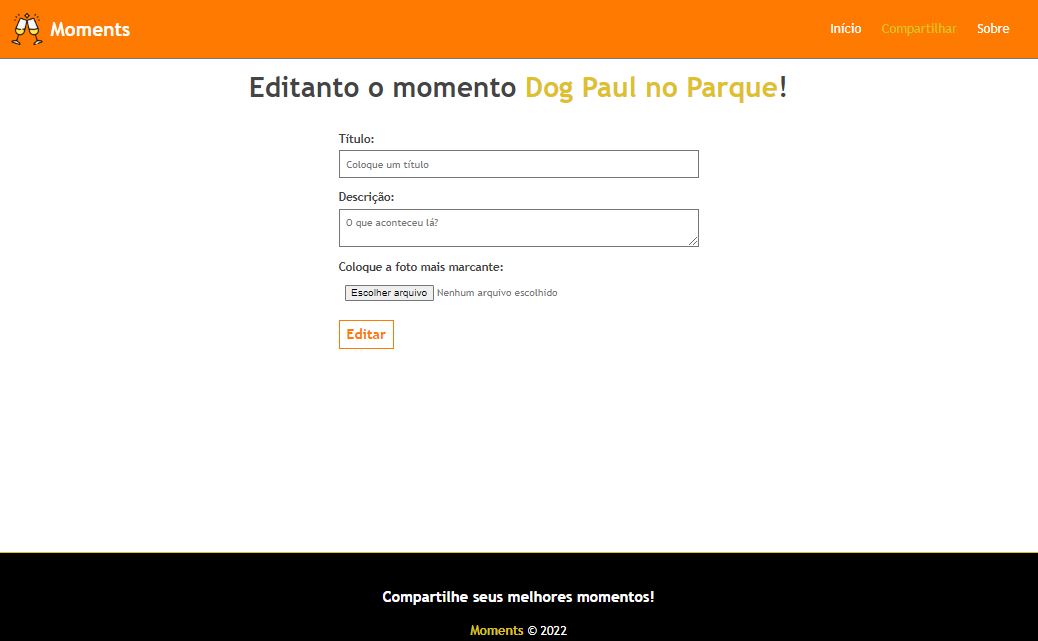 Moments
Início Compartilhar Sobre
Editanto o momento Dog Paul no Parque!
Título:
Coloque um título
Descrição:
O que aconteceu lá?
Coloque a foto mais marcante:
Escolher arquivo Nenhum arquivo escolhido
Editar
Compartilhe seus melhores momentos!
Moments © 2022